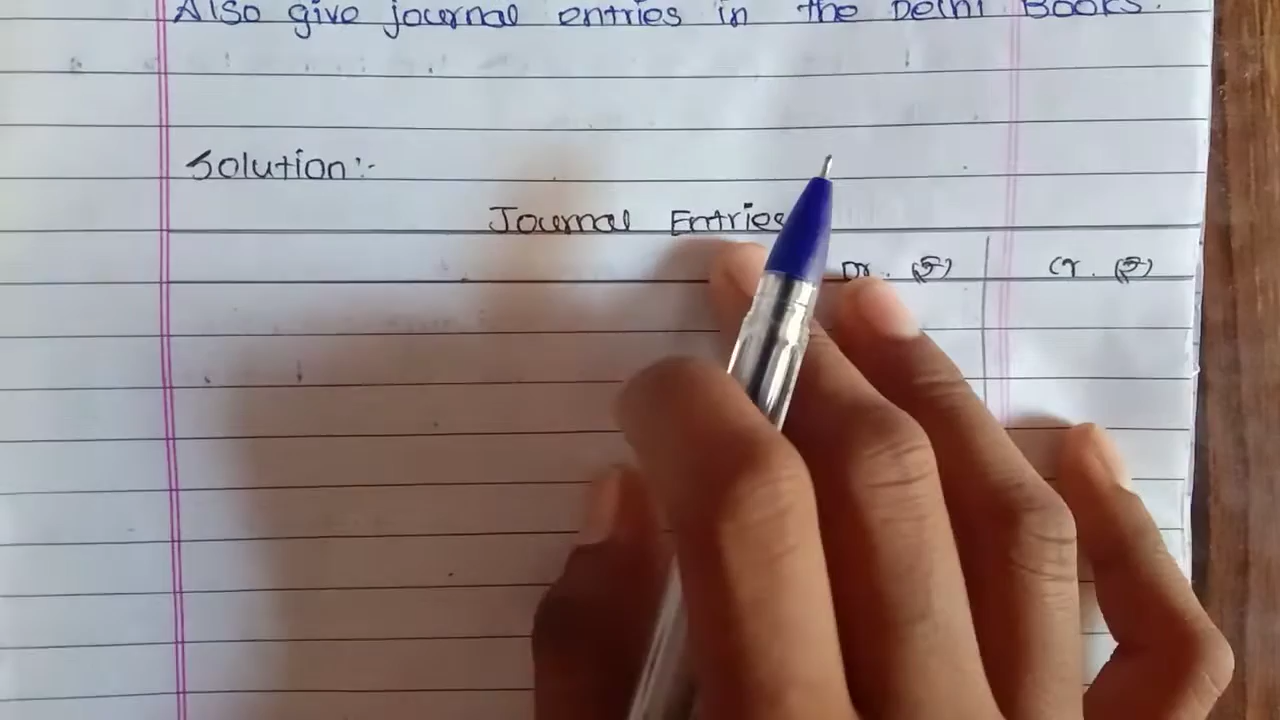 Also give journal entries in the Delhi Books.
Solution:-
Journal Entries
Dr. (₹) Cr. (₹)